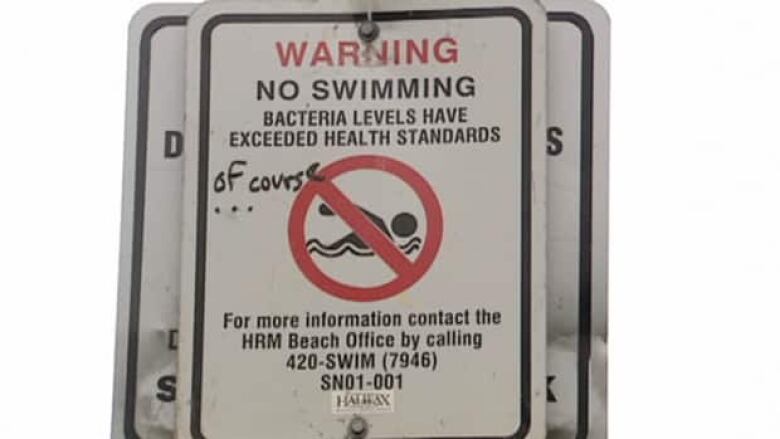 WARNING
NO SWIMMING
BACTERIA LEVELS HAVE
EXCEEDED HEALTH STANDARDS
D
S
of course
...
For more information contact the
HRM Beach Office by calling
420-SWIM (7946)
SN01-001
S
K
HALIFAX